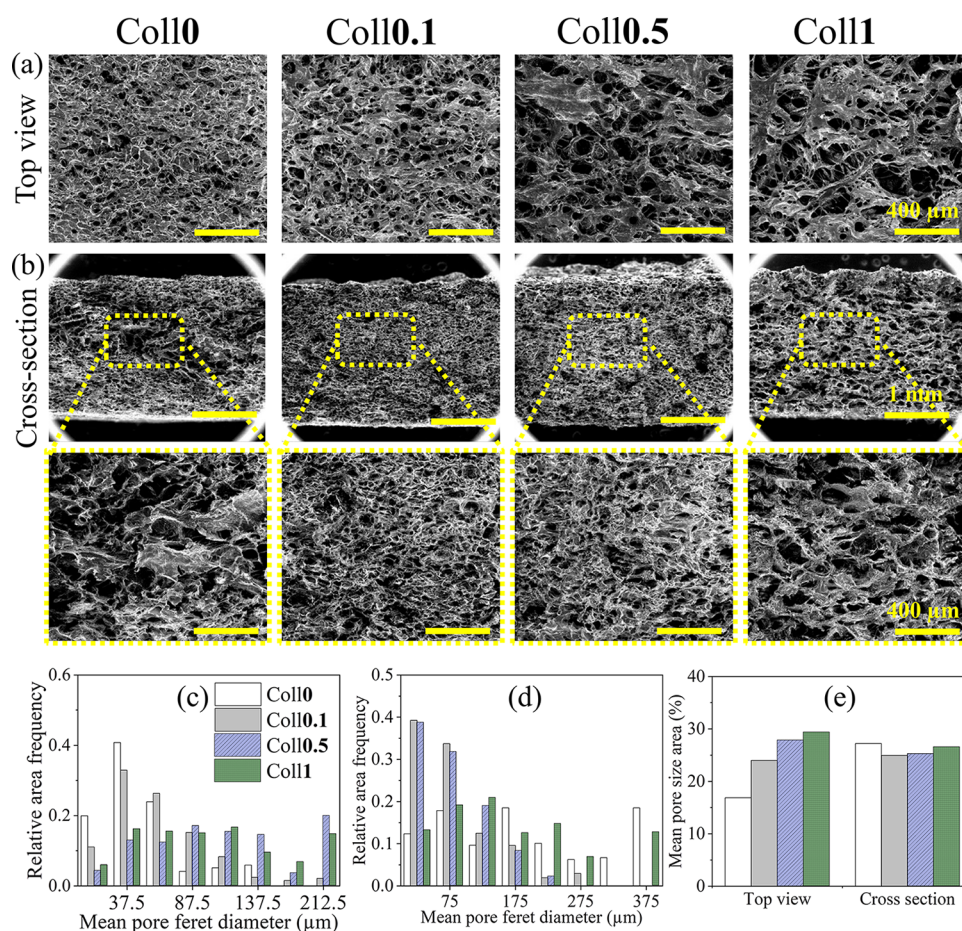 Coll0 Coll0.1 Coll0.5 Coll1
(a)
Top view
400 µm
(b)
Cross-section
1 mm
400 µm
(c)
Relative area frequency
0.6
0.4
0.2
0.0
37.5 87.5 137.5 212.5
Mean pore feret diameter (µm)
Coll0
Coll0.1
Coll0.5
Coll1
(d)
Relative area frequency
0.5
0.4
0.3
0.2
0.1
0.0
75 175 275 375
Mean pore feret diameter (µm)
(e)
Mean pore size area (%)
40
30
20
10
0
Top view Cross section